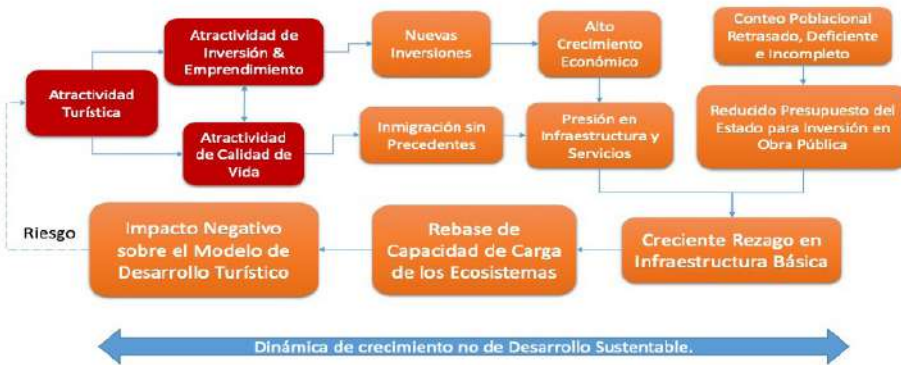 Atractividad
Turística
Atractividad de
Inversión &
Emprendimiento
Atractividad
de Calidad de
Vida
Nuevas
Inversiones
Inmigración sin
Precedentes
Alto
Crecimiento
Económico
Presión en
Infraestructura y
Servicios
Conteo Poblacional
Retrasado, Deficiente
e Incompleto
Reducido Presupuesto del
Estado para Inversión en
Obra Pública
Creciente Rezago en
Infraestructura Básica
Rebase de
Capacidad de Carga
de los Ecosistemas
Impacto Negativo
sobre el Modelo de
Desarrollo Turístico
Riesgo
Dinámica de crecimiento no de Desarrollo Sustentable.